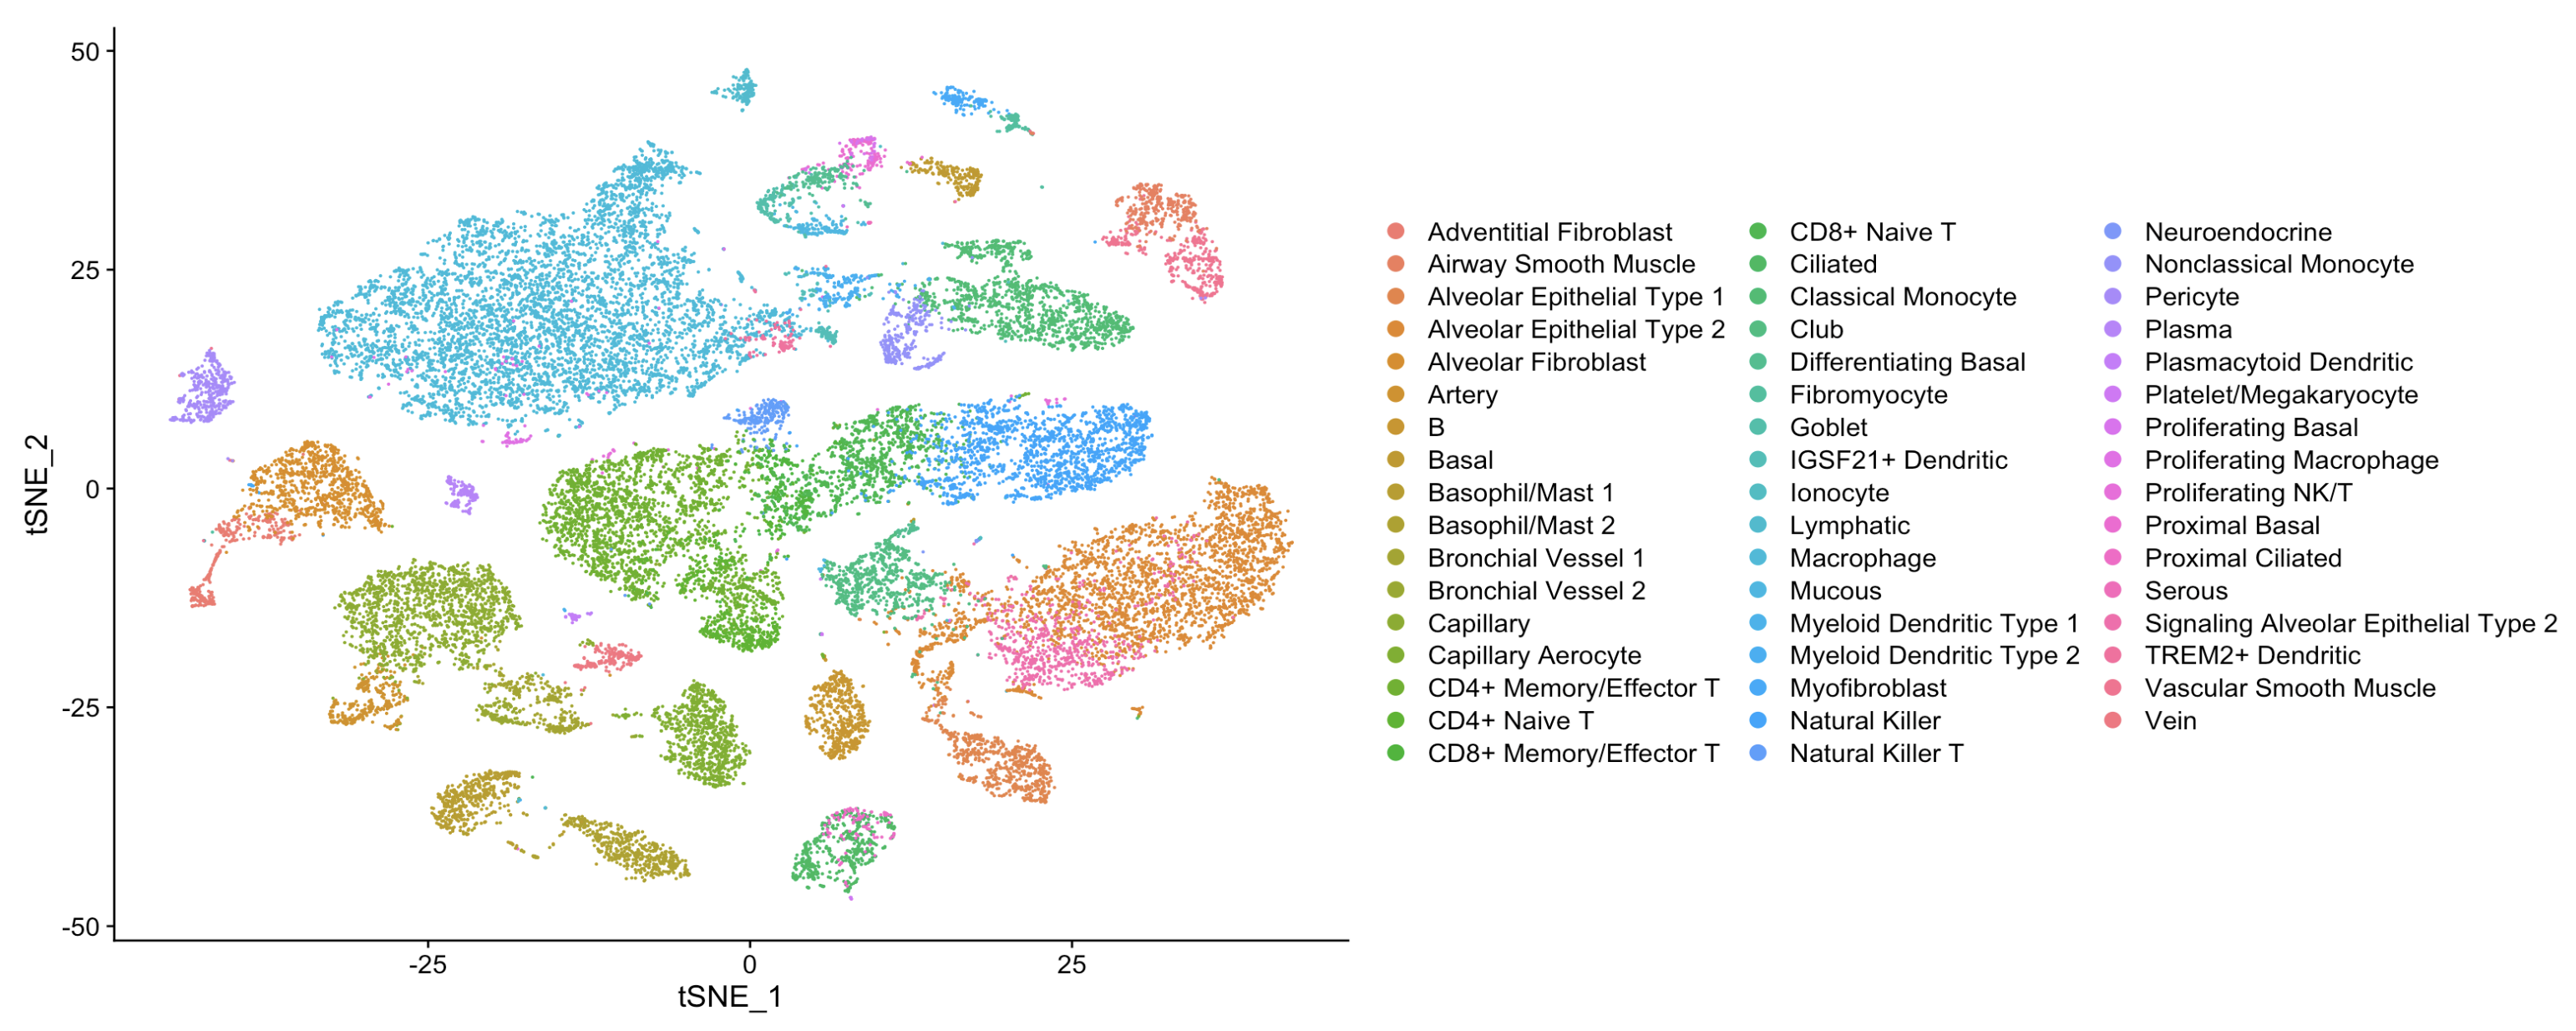 50
25
0
-25
-50
tSNE_2
-25
0
25
tSNE_1
Adventitial Fibroblast
Airway Smooth Muscle
Alveolar Epithelial Type 1
Alveolar Epithelial Type 2
Alveolar Fibroblast
Artery
B
Basal
Basophil/Mast 1
Basophil/Mast 2
Bronchial Vessel 1
Bronchial Vessel 2
Capillary
Capillary Aerocyte
CD4+ Memory/Effector T
CD4+ Naive T
CD8+ Memory/Effector T
CD8+ Naive T
Ciliated
Classical Monocyte
Club
Differentiating Basal
Fibromyocyte
Goblet
IGSF21+ Dendritic
Ionocyte
Lymphatic
Macrophage
Mucous
Myeloid Dendritic Type 1
Myeloid Dendritic Type 2
Myofibroblast
Natural Killer
Natural Killer T
Neuroendocrine
Nonclassical Monocyte
Pericyte
Plasma
Plasmacytoid Dendritic
Platelet/Megakaryocyte
Proliferating Basal
Proliferating Macrophage
Proliferating NK/T
Proximal Basal
Proximal Ciliated
Serous
Signaling Alveolar Epithelial Type 2
TREM2+ Dendritic
Vascular Smooth Muscle
Vein